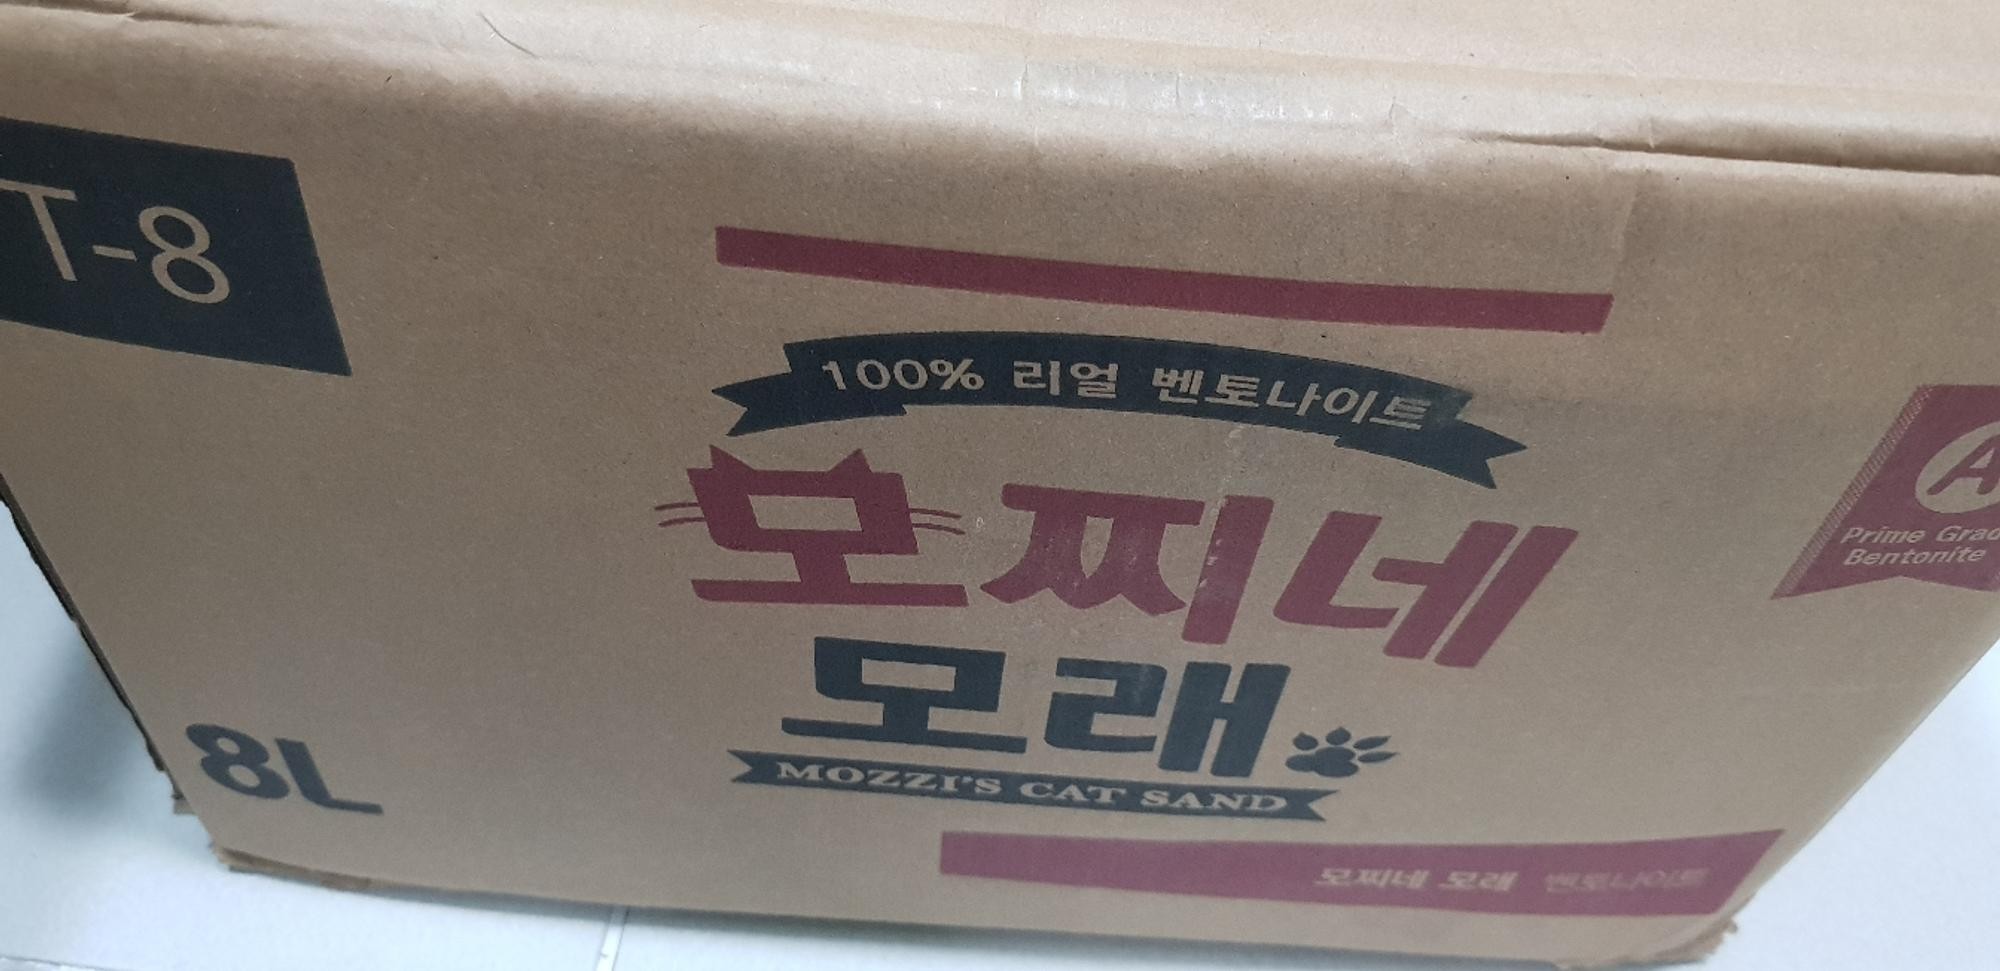 T-8
100% 리얼 벤토나이트
모찌네
모래
MOZZI'S CAT SAND
A
Prime Grad
Bentonite
8L
모찌네 모래 벤토나이트